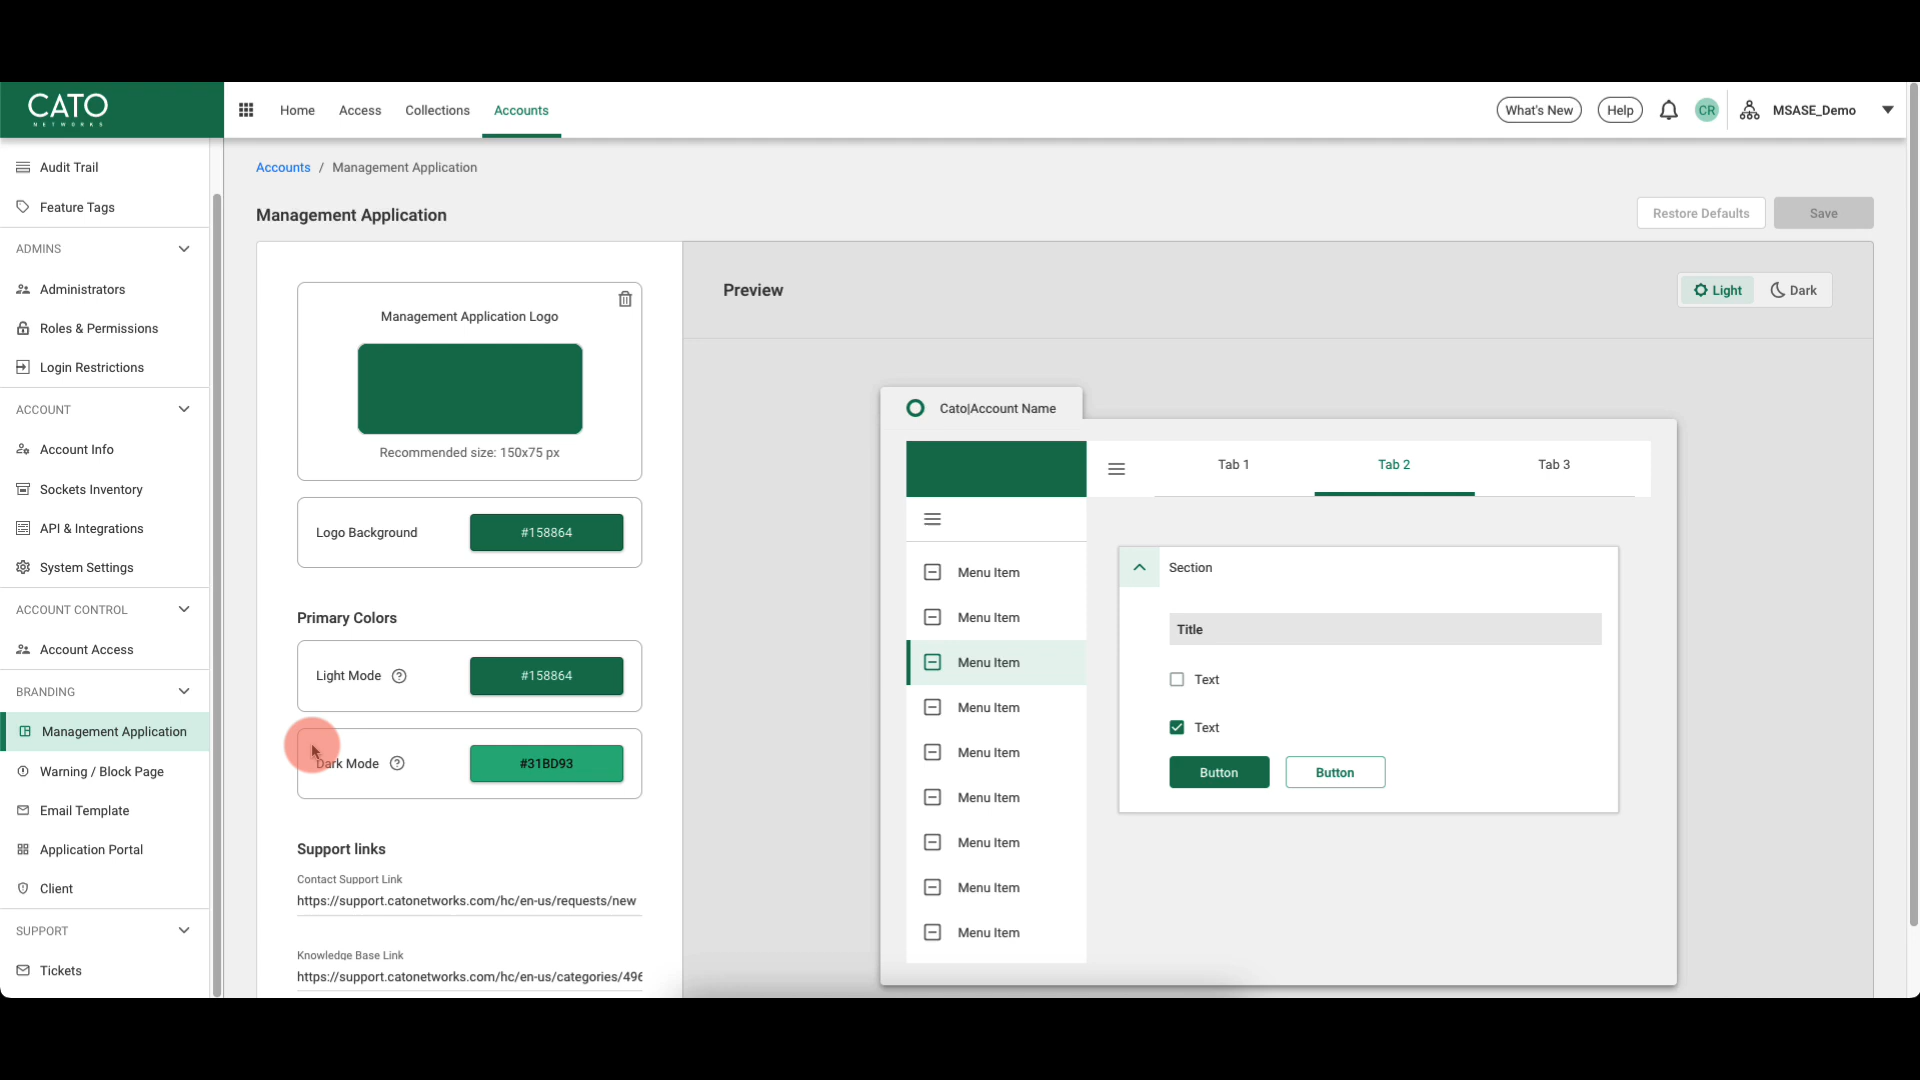 CATO
NETWORKS
Home
Access
Collections
Accounts
What's New
Help
CR
MSASE_Demo
Audit Trail
Feature Tags
ADMINS
Administrators
Roles & Permissions
Login Restrictions
ACCOUNT
Account Info
Sockets Inventory
API & Integrations
System Settings
ACCOUNT CONTROL
Account Access
BRANDING
Management Application
Warning / Block Page
Email Template
Application Portal
Client
SUPPORT
Tickets
Accounts / Management Application
Management Application
Restore Defaults
Save
Management Application Logo
Recommended size: 150x75 px
Logo Background
#158864
Primary Colors
Light Mode
#158864
Dark Mode
#31BD93
Support links
Contact Support Link
https://support.catonetworks.com/hc/en-us/requests/new
Knowledge Base Link
https://support.catonetworks.com/hc/en-us/categories/496
Preview
Light
Dark
Cato|Account Name
Tab 1
Tab 2
Tab 3
Menu Item
Menu Item
Menu Item
Menu Item
Menu Item
Menu Item
Menu Item
Menu Item
Menu Item
Section
Title
Text
Text
Button
Button